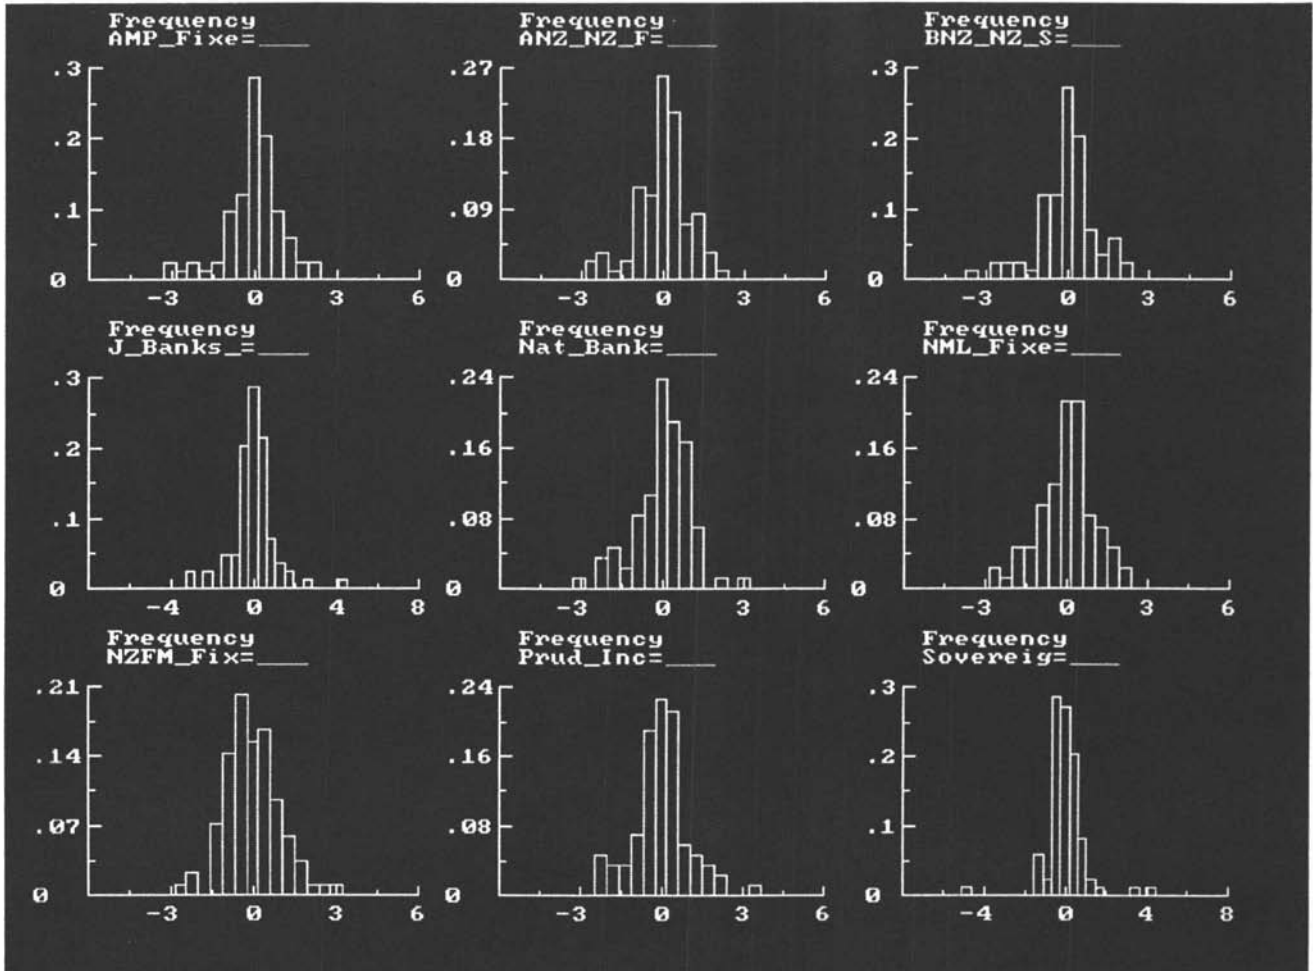 Frequency
AMP_Fixe=____
.3
.2
.1
0
-3 0 3 6
Frequency
ANZ_NZ_F=____
.27
.18
.09
0
-3 0 3 6
Frequency
BNZ_NZ_S=____
.3
.2
.1
0
-3 0 3 6
Frequency
J_Banks_=____
.3
.2
.1
0
-4 0 4 8
Frequency
Nat_Bank=____
.24
.16
.08
0
-3 0 3 6
Frequency
NML_Fixe=____
.24
.16
.08
0
-3 0 3 6
Frequency
NZFM_Fix=____
.21
.14
.07
0
-3 0 3 6
Frequency
Prud_Inc=____
.24
.16
.08
0
-3 0 3 6
Frequency
Sovereig=____
.3
.2
.1
0
-4 0 4 8